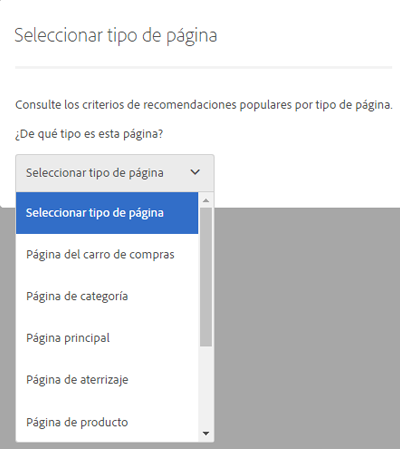 Seleccionar tipo de página
Consulte los criterios de recomendaciones populares por tipo de página.
¿De qué tipo es esta página?
Seleccionar tipo de página
Seleccionar tipo de página
Página del carro de compras
Página de categoría
Página principal
Página de aterrizaje
Página de producto